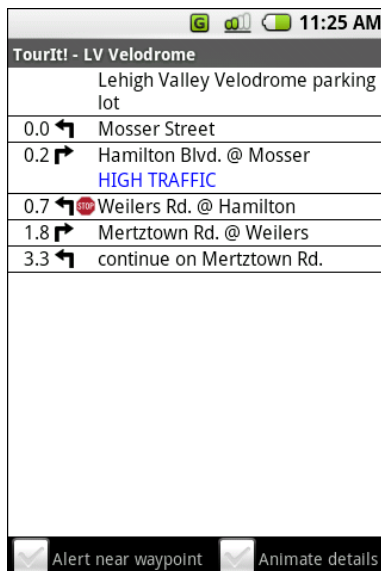 G 11:25 AM
TourIt! - LV Velodrome
Lehigh Valley Velodrome parking
lot
0.0 Mosser Street
0.2 Hamilton Blvd. @ Mosser
HIGH TRAFFIC
0.7 STOP Weilers Rd. @ Hamilton
1.8 Mertztown Rd. @ Weilers
3.3 continue on Mertztown Rd.
Alert near waypoint Animate details